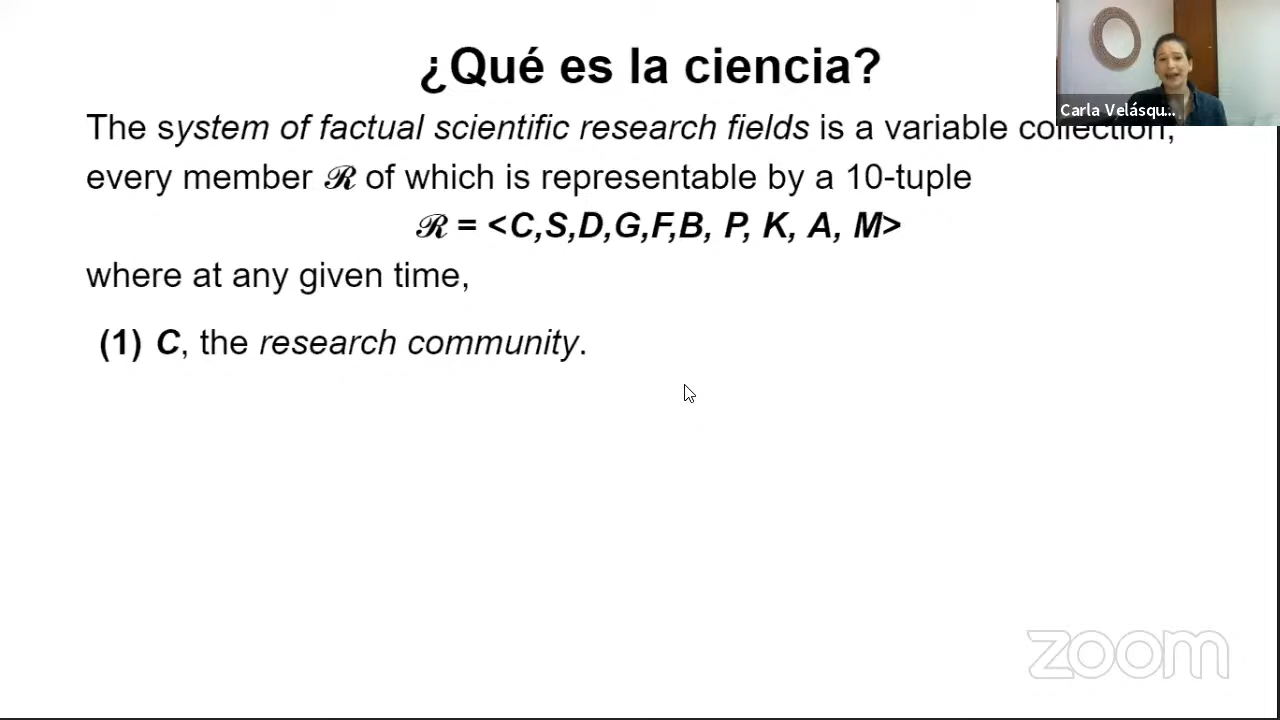 ¿Qué es la ciencia?
Carla Velásqu...
The system of factual scientific research fields is a variable collection,
every member ℛ of which is representable by a 10-tuple
ℛ = <C,S,D,G,F,B, P, K, A, M>
where at any given time,
(1) C, the research community.
zoom